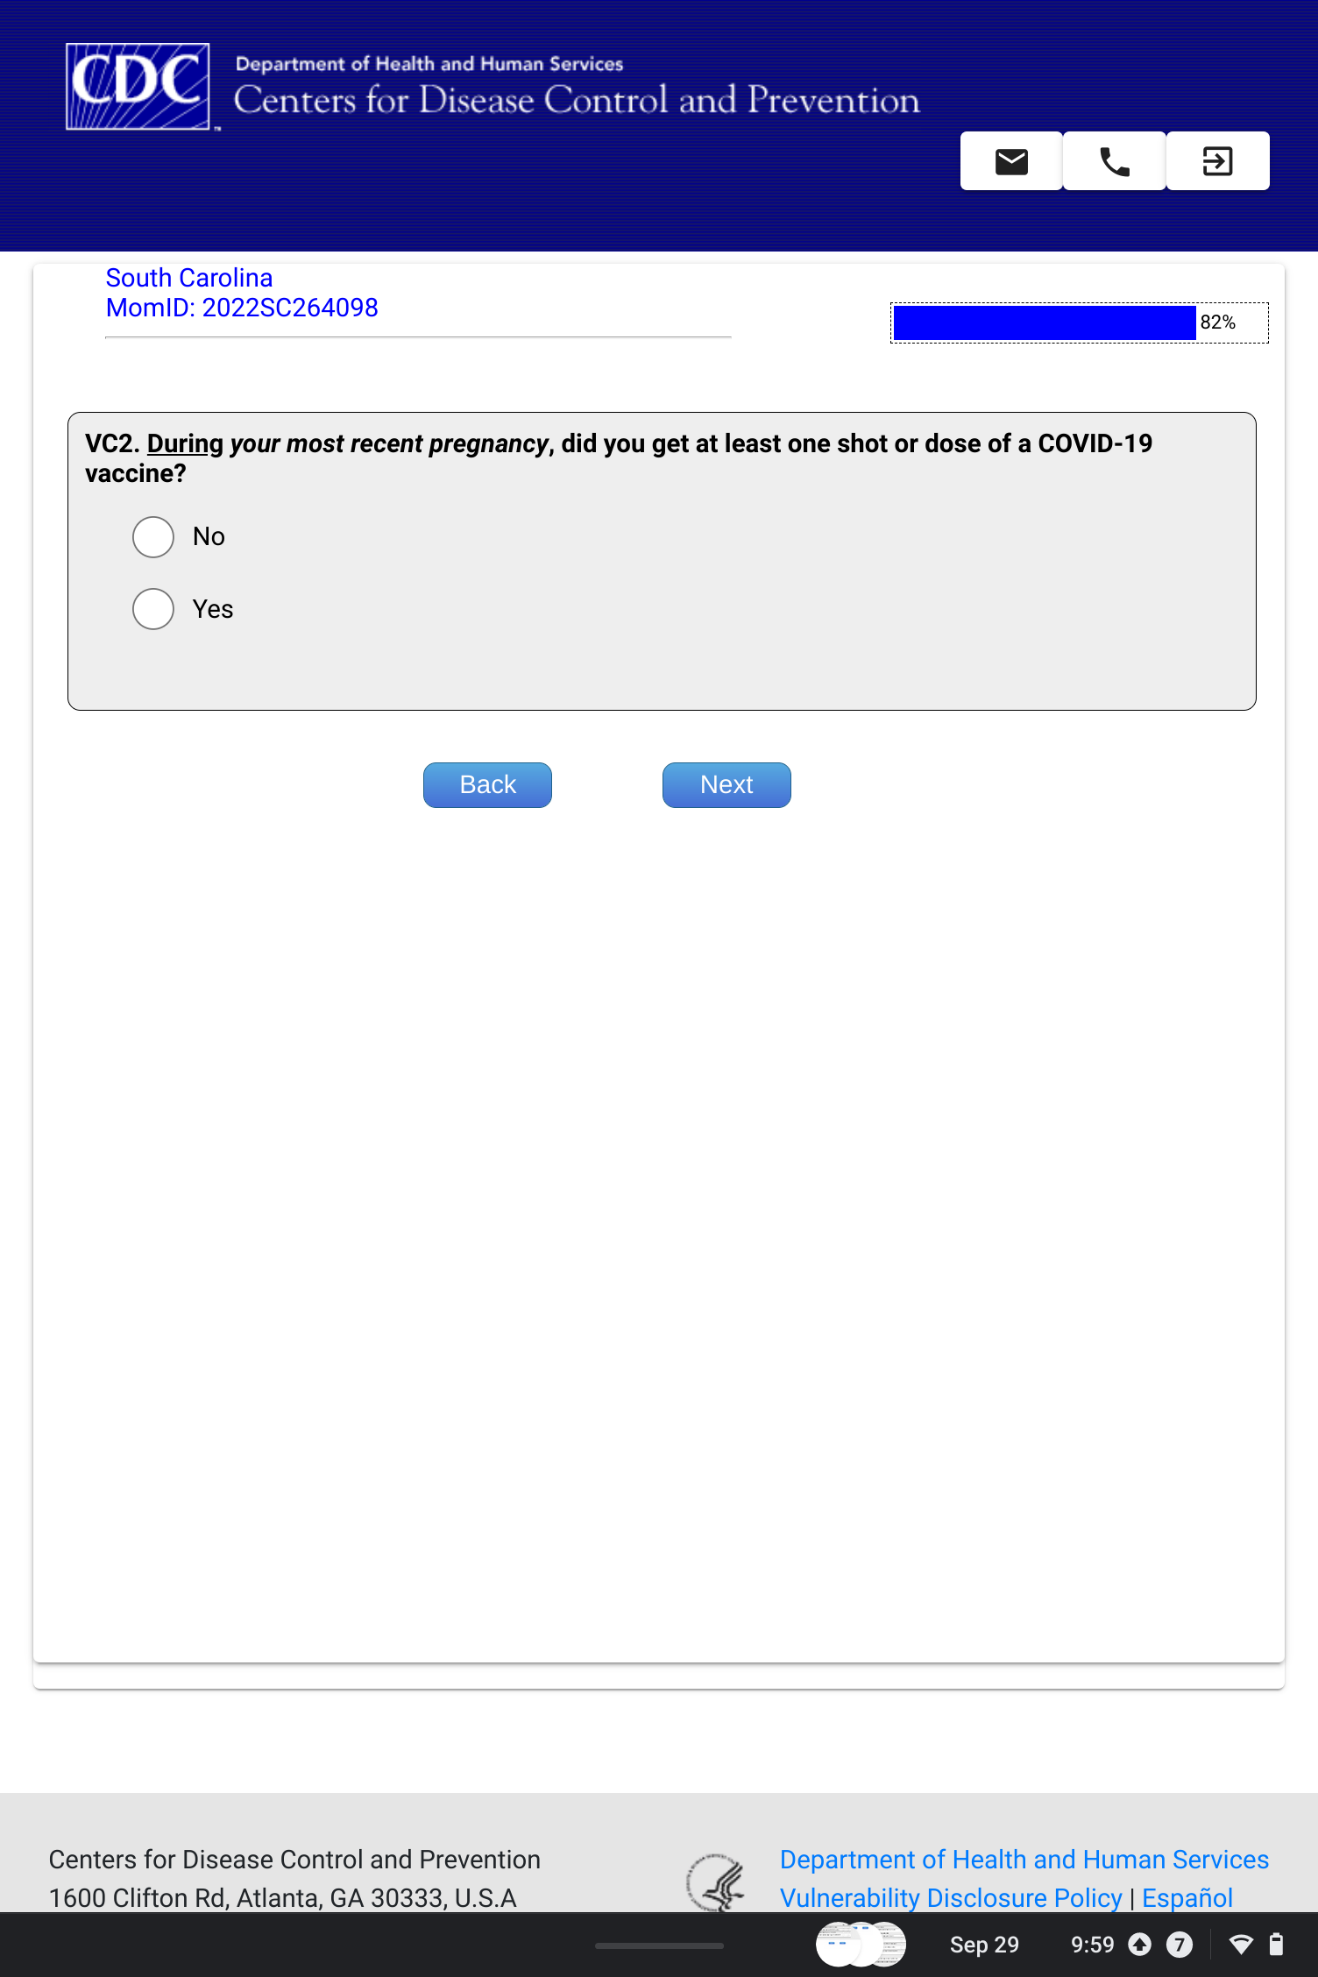 CDC
Department of Health and Human Services
Centers for Disease Control and Prevention
South Carolina
MomID: 2022SC264098
82%
VC2. During your most recent pregnancy, did you get at least one shot or dose of a COVID-19
vaccine?
No
Yes
Back
Next
Centers for Disease Control and Prevention
1600 Clifton Rd, Atlanta, GA 30333, U.S.A
Department of Health and Human Services
Vulnerability Disclosure Policy | Español
Sep 29 9:59 7